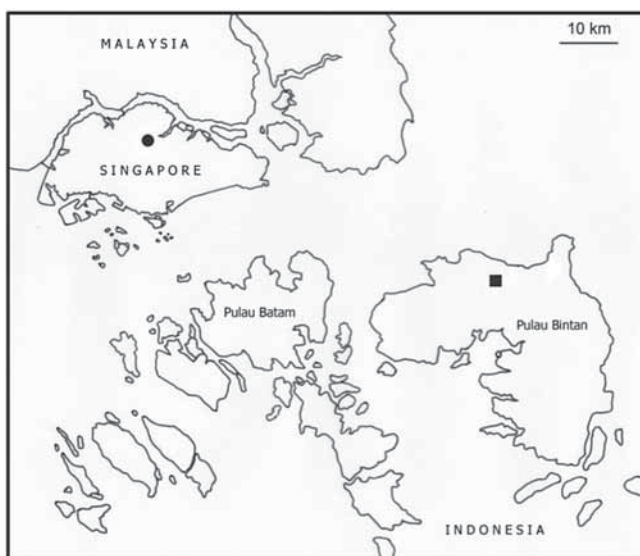 MALAYSIA
10 km
SINGAPORE
Pulau Batam
Pulau Bintan
INDONESIA